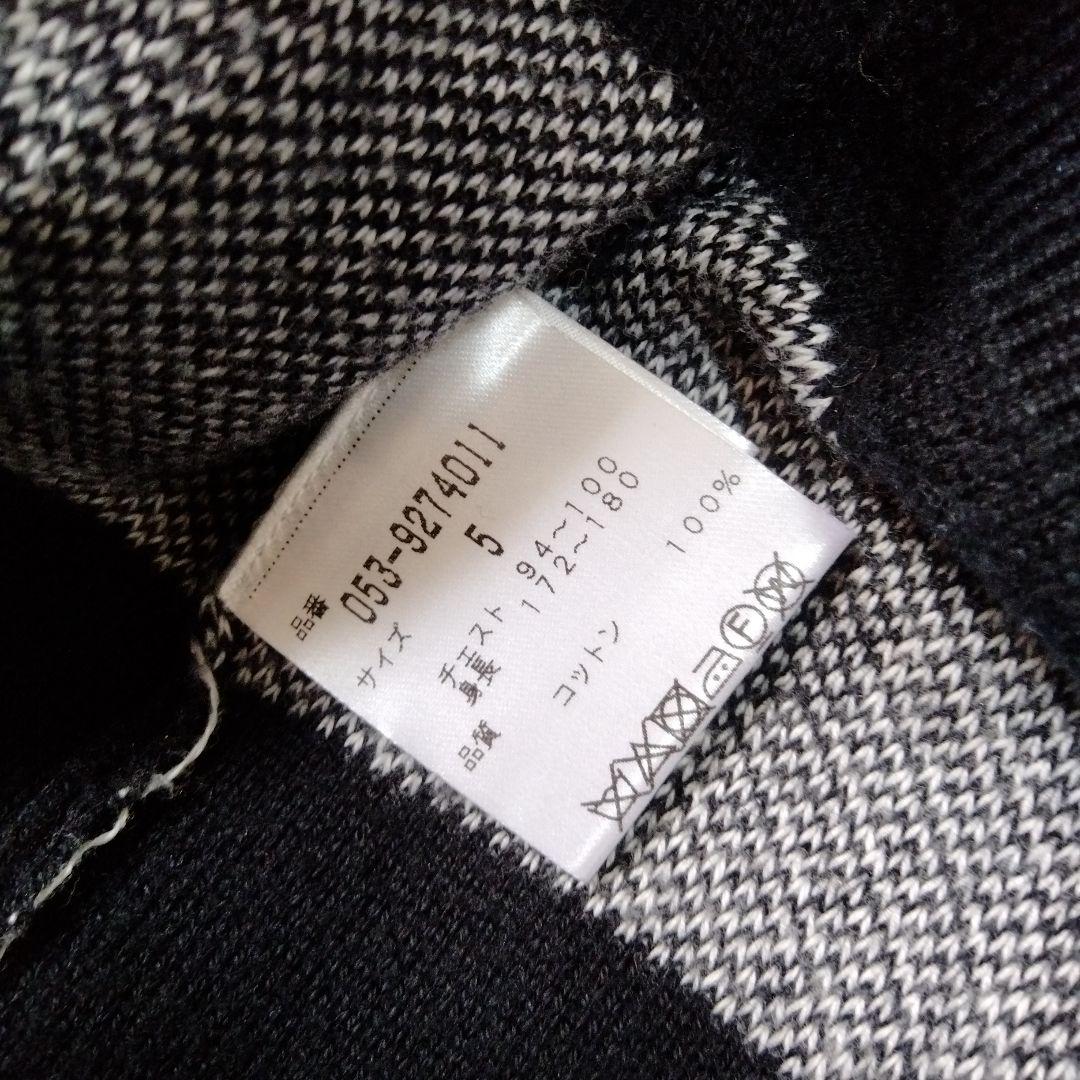 品番
053-9274011
サイズ 5
チェスト 94～100
身長 172～180
品質
コットン 100%
F W